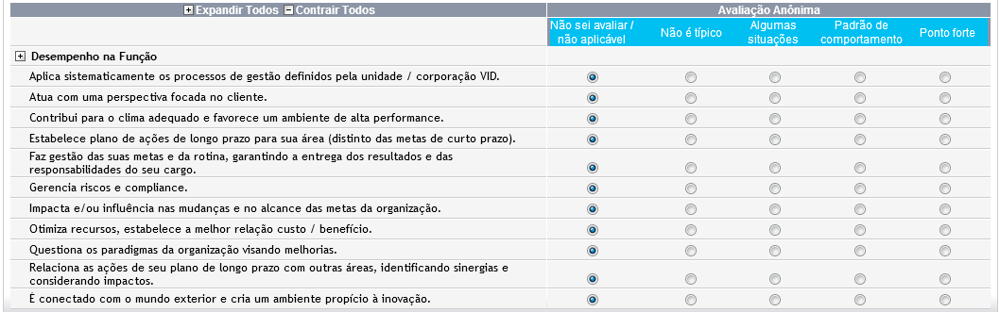 Expandir Todos Contrair Todos Avaliação Anônima
Não sei avaliar / não aplicável
Não é típico
Algumas situações
Padrão de comportamento
Ponto forte
Desempenho na Função
Aplica sistematicamente os processos de gestão definidos pela unidade / corporação VID.
Atua com uma perspectiva focada no cliente.
Contribui para o clima adequado e favorece um ambiente de alta performance.
Estabelece plano de ações de longo prazo para sua área (distinto das metas de curto prazo).
Faz gestão das suas metas e da rotina, garantindo a entrega dos resultados e das
responsabilidades do seu cargo.
Gerencia riscos e compliance.
Impacta e/ou influência nas mudanças e no alcance das metas da organização.
Otimiza recursos, estabelece a melhor relação custo / benefício.
Questiona os paradigmas da organização visando melhorias.
Relaciona as ações de seu plano de longo prazo com outras áreas, identificando sinergias e
considerando impactos.
É conectado com o mundo exterior e cria um ambiente propício à inovação.